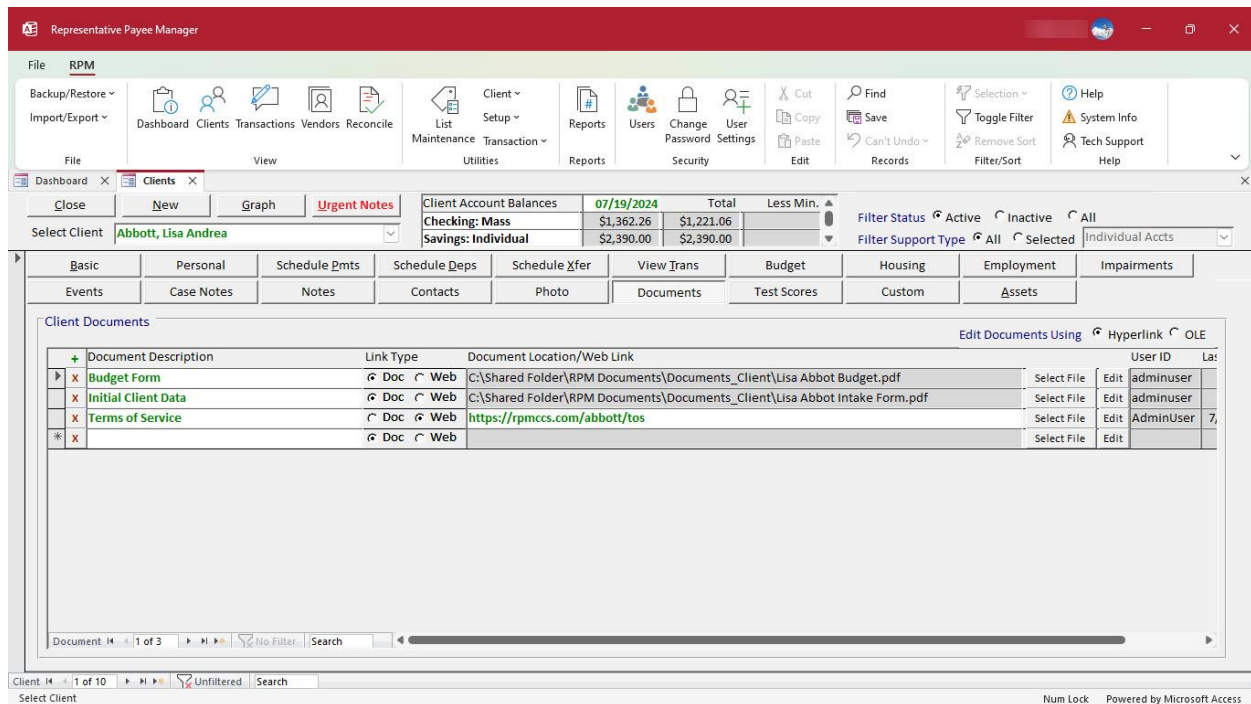 Representative Payee Manager
File RPM
Backup/Restore
Import/Export
Dashboard Clients Transactions Vendors Reconcile
List Maintenance
Client
Setup
Transaction
Reports
Users Change Password User Settings
Cut
Copy
Paste
Find
Save
Can't Undo
Selection
Toggle Filter
Remove Sort
Help
System Info
Tech Support
File View Utilities Reports Security Edit Records Filter/Sort Help
Dashboard X Clients X
Close New Graph Urgent Notes
Select Client Abbott, Lisa Andrea
Client Account Balances 07/19/2024 Total Less Min.
Checking: Mass $1,362.26 $1,221.06
Savings: Individual $2,390.00 $2,390.00
Filter Status Active Inactive All
Filter Support Type All Selected Individual Accts
Basic Personal Schedule Pmts Schedule Deps Schedule Xfer View Trans Budget Housing Employment Impairments
Events Case Notes Notes Contacts Photo Documents Test Scores Custom Assets
Client Documents
Edit Documents Using Hyperlink OLE
+ Document Description Link Type Document Location/Web Link User ID Las
x Budget Form Doc Web C:\Shared Folder\RPM Documents\Documents_Client\Lisa Abbot Budget.pdf Select File Edit adminuser
x Initial Client Data Doc Web C:\Shared Folder\RPM Documents\Documents_Client\Lisa Abbot Intake Form.pdf Select File Edit adminuser
x Terms of Service Doc Web https://rpmccs.com/abbott/tos Select File Edit AdminUser 7/
* x Doc Web Select File Edit
Document 1 of 3 No Filter Search
Client 1 of 10 Unfiltered Search
Select Client Num Lock Powered by Microsoft Access